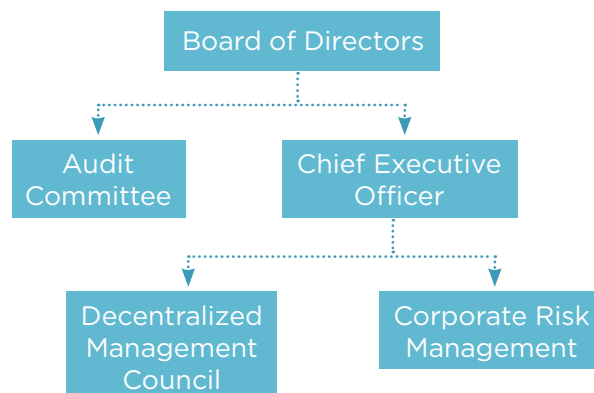 Board of Directors
Audit
Committee
Chief Executive
Officer
Decentralized
Management
Council
Corporate Risk
Management